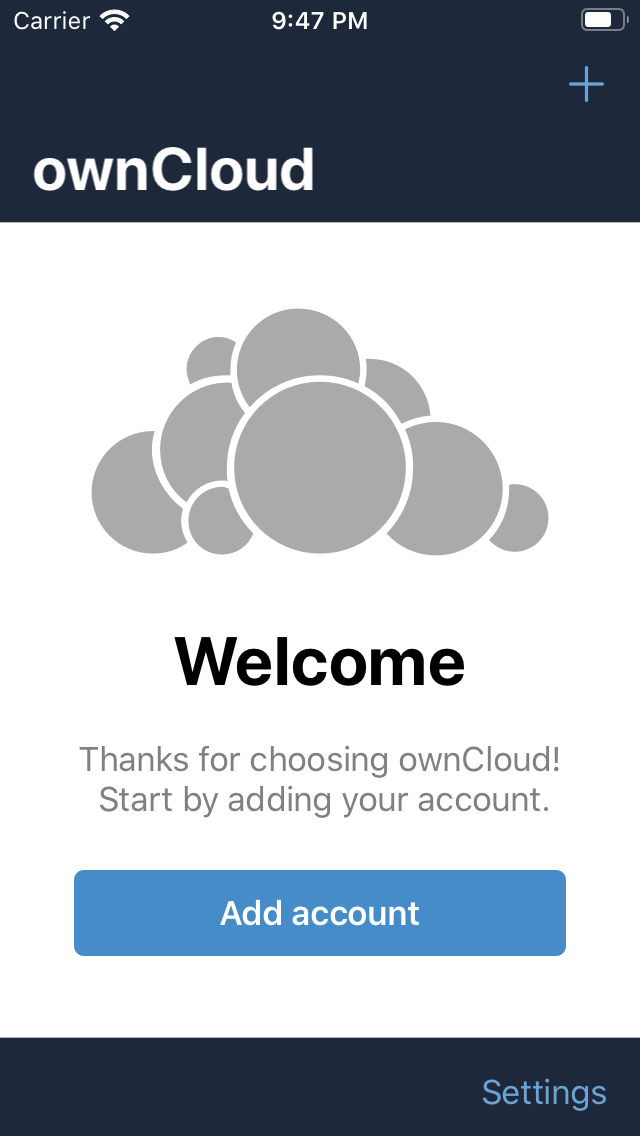 Carrier 9:47 PM
ownCloud
Welcome
Thanks for choosing ownCloud!
Start by adding your account.
Add account
Settings